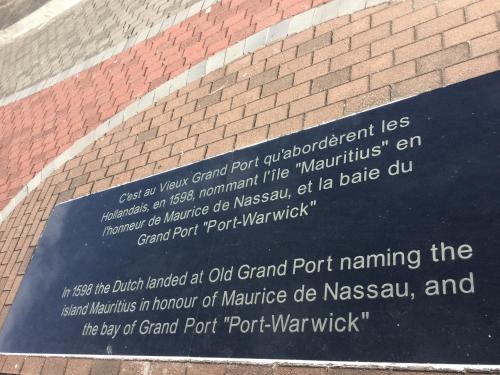 C'est au Vieux Grand Port qu'abordèrent les
Hollandais, en 1598, nommant l'île "Mauritius" en
l'honneur de Maurice de Nassau, et la baie du
Grand Port "Port-Warwick"
In 1598 the Dutch landed at Old Grand Port naming the
island Mauritius in honour of Maurice de Nassau, and
the bay of Grand Port "Port-Warwick"